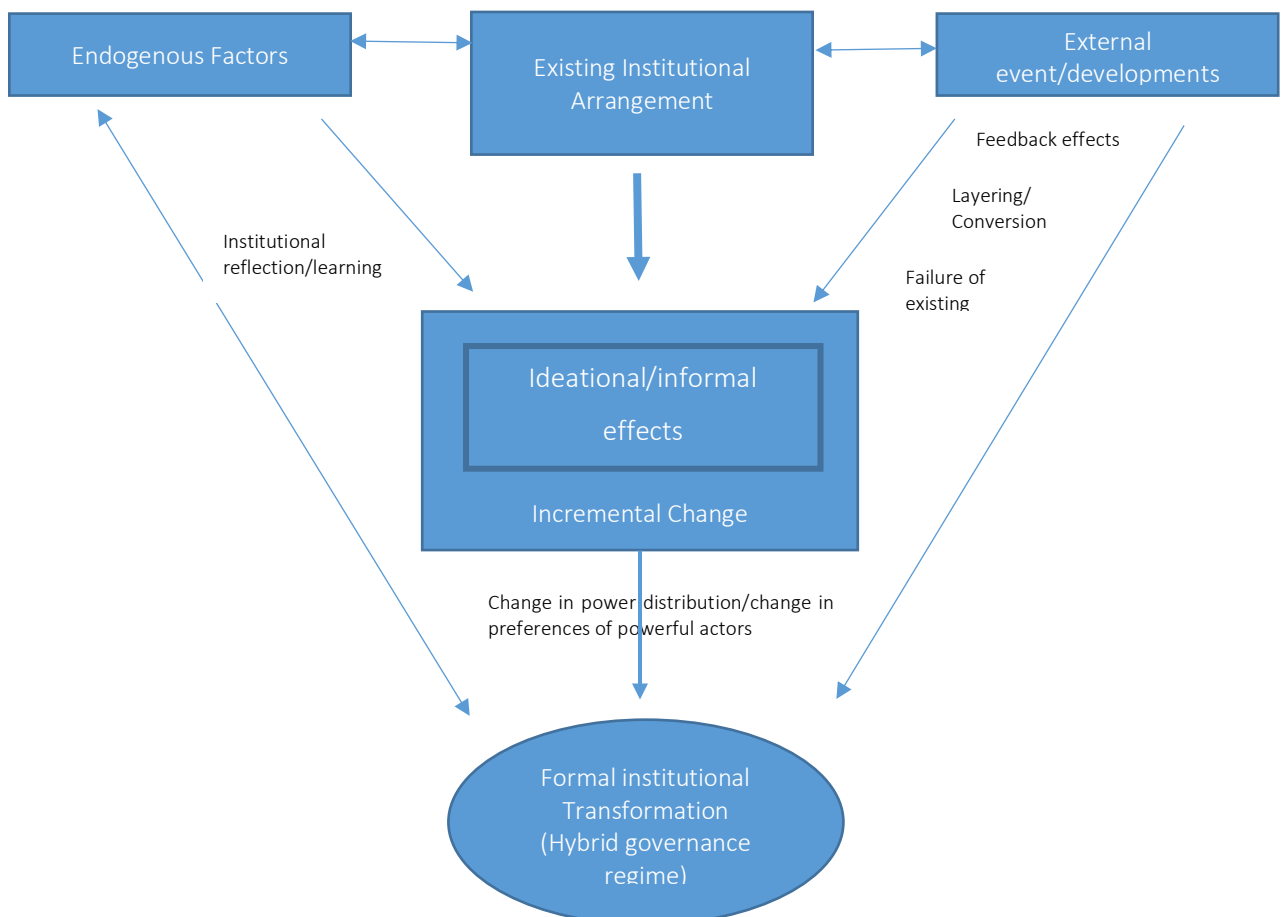 Endogenous Factors
Existing Institutional
Arrangement
External
event/developments
Feedback effects
Layering/
Conversion
Institutional
reflection/learning
Failure of
existing
Ideational/informal
effects
Incremental Change
Change in power distribution/change in
preferences of powerful actors
Formal institutional
Transformation
(Hybrid governance
regime)